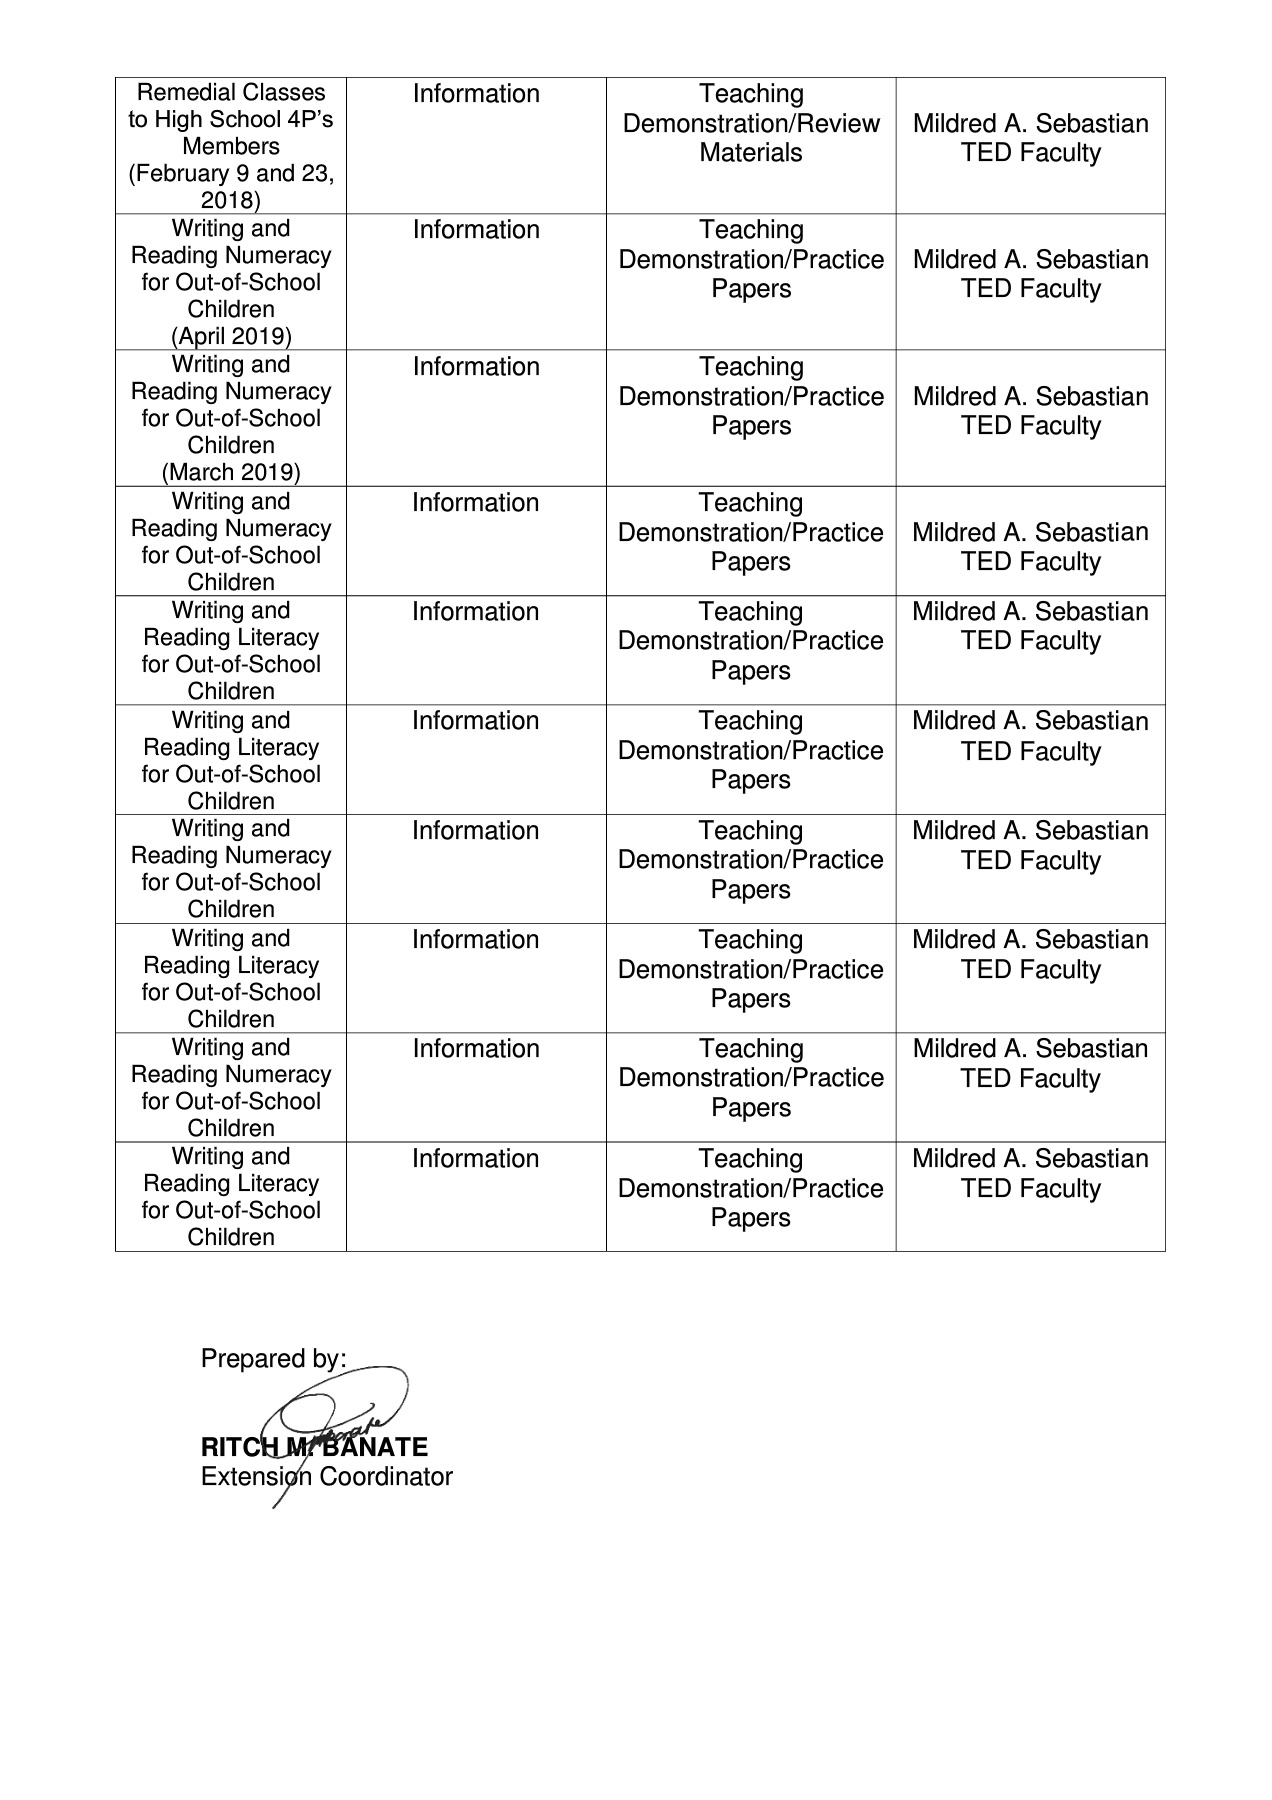 Remedial Classes
to High School 4P’s
Members
(February 9 and 23,
2018)
Information
Teaching
Demonstration/Review
Materials
Mildred A. Sebastian
TED Faculty
Writing and
Reading Numeracy
for Out-of-School
Children
(April 2019)
Information
Teaching
Demonstration/Practice
Papers
Mildred A. Sebastian
TED Faculty
Writing and
Reading Numeracy
for Out-of-School
Children
(March 2019)
Information
Teaching
Demonstration/Practice
Papers
Mildred A. Sebastian
TED Faculty
Writing and
Reading Numeracy
for Out-of-School
Children
Information
Teaching
Demonstration/Practice
Papers
Mildred A. Sebastian
TED Faculty
Writing and
Reading Literacy
for Out-of-School
Children
Information
Teaching
Demonstration/Practice
Papers
Mildred A. Sebastian
TED Faculty
Writing and
Reading Literacy
for Out-of-School
Children
Information
Teaching
Demonstration/Practice
Papers
Mildred A. Sebastian
TED Faculty
Writing and
Reading Numeracy
for Out-of-School
Children
Information
Teaching
Demonstration/Practice
Papers
Mildred A. Sebastian
TED Faculty
Writing and
Reading Literacy
for Out-of-School
Children
Information
Teaching
Demonstration/Practice
Papers
Mildred A. Sebastian
TED Faculty
Writing and
Reading Numeracy
for Out-of-School
Children
Information
Teaching
Demonstration/Practice
Papers
Mildred A. Sebastian
TED Faculty
Writing and
Reading Literacy
for Out-of-School
Children
Information
Teaching
Demonstration/Practice
Papers
Mildred A. Sebastian
TED Faculty
Prepared by:
RITCH M. BANATE
Extension Coordinator